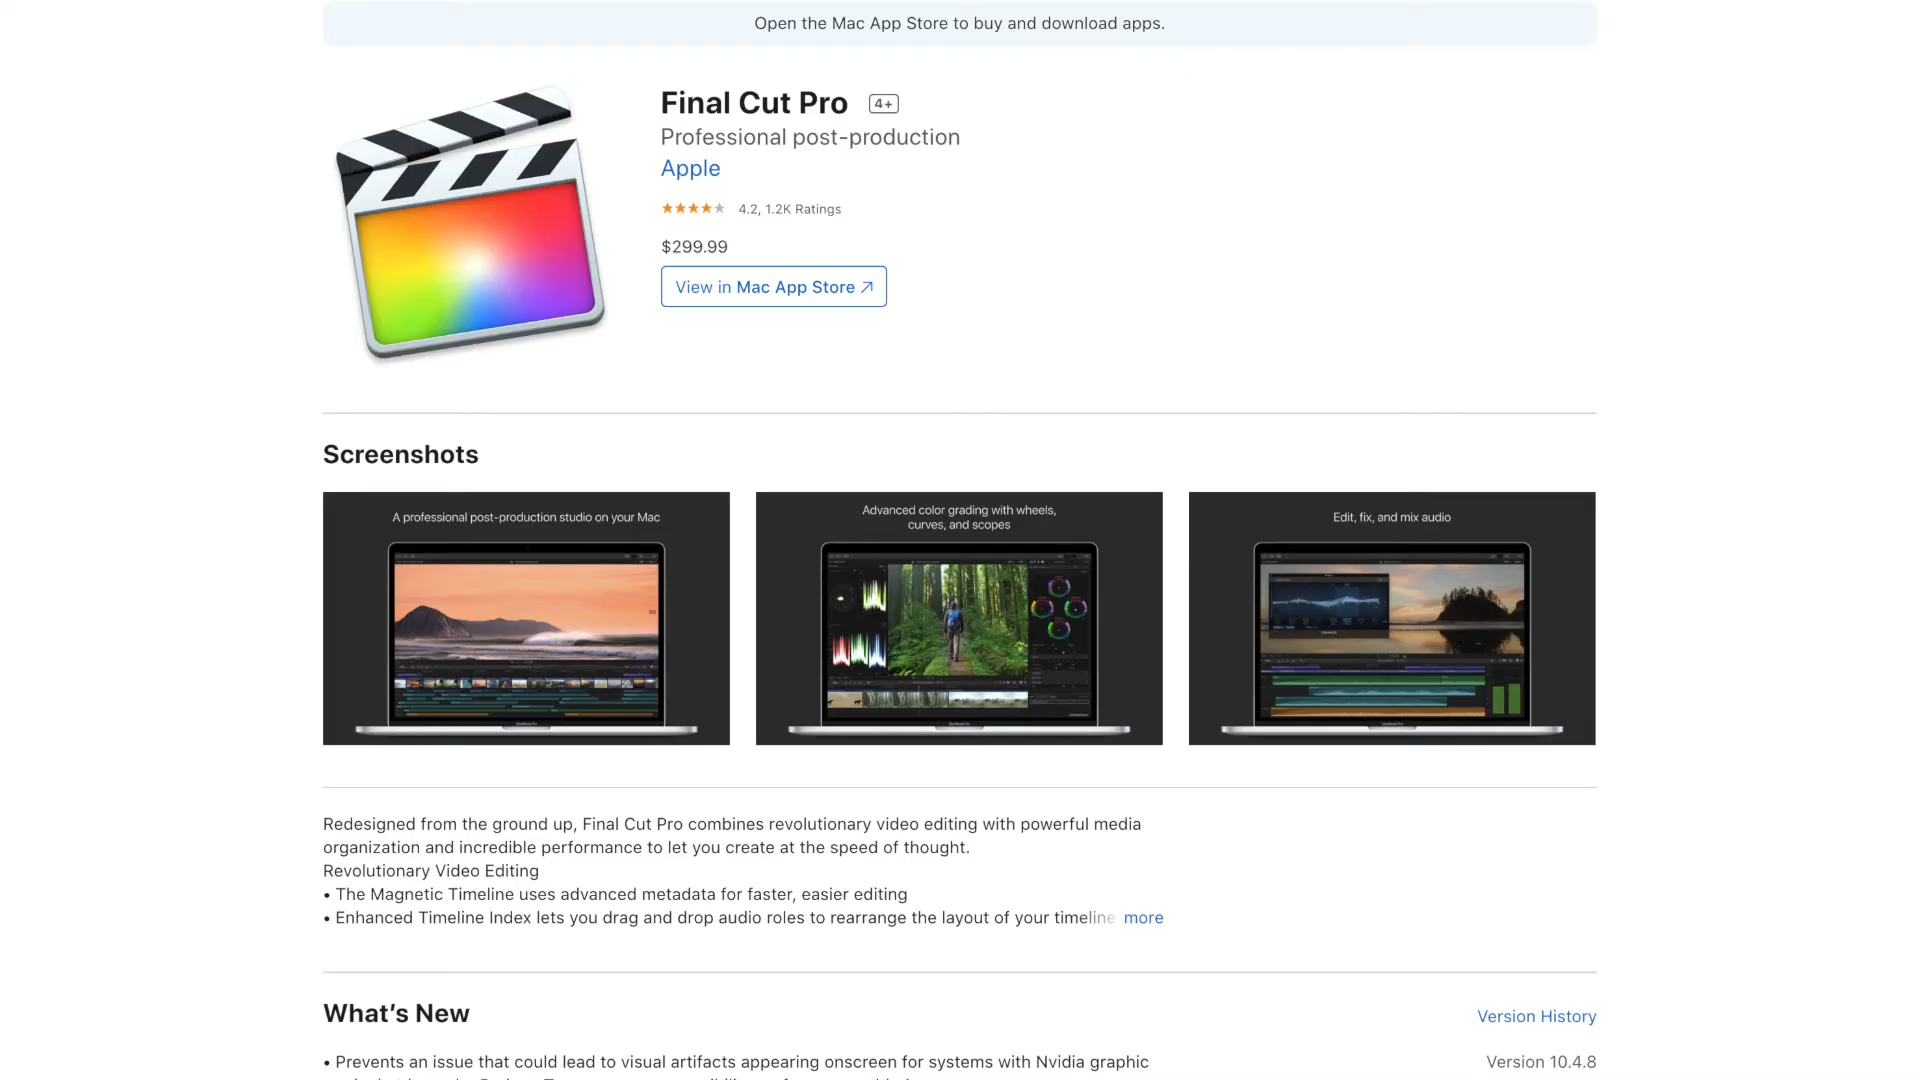 Open the Mac App Store to buy and download apps.
Final Cut Pro 4+
Professional post-production
Apple
4.2, 1.2K Ratings
$299.99
View in Mac App Store
Screenshots
A professional post-production studio on your Mac
Advanced color grading with wheels,
curves, and scopes
Edit, fix, and mix audio
Redesigned from the ground up, Final Cut Pro combines revolutionary video editing with powerful media
organization and incredible performance to let you create at the speed of thought.
Revolutionary Video Editing
• The Magnetic Timeline uses advanced metadata for faster, easier editing
• Enhanced Timeline Index lets you drag and drop audio roles to rearrange the layout of your timeline more
What's New
Version History
• Prevents an issue that could lead to visual artifacts appearing onscreen for systems with Nvidia graphic
Version 10.4.8